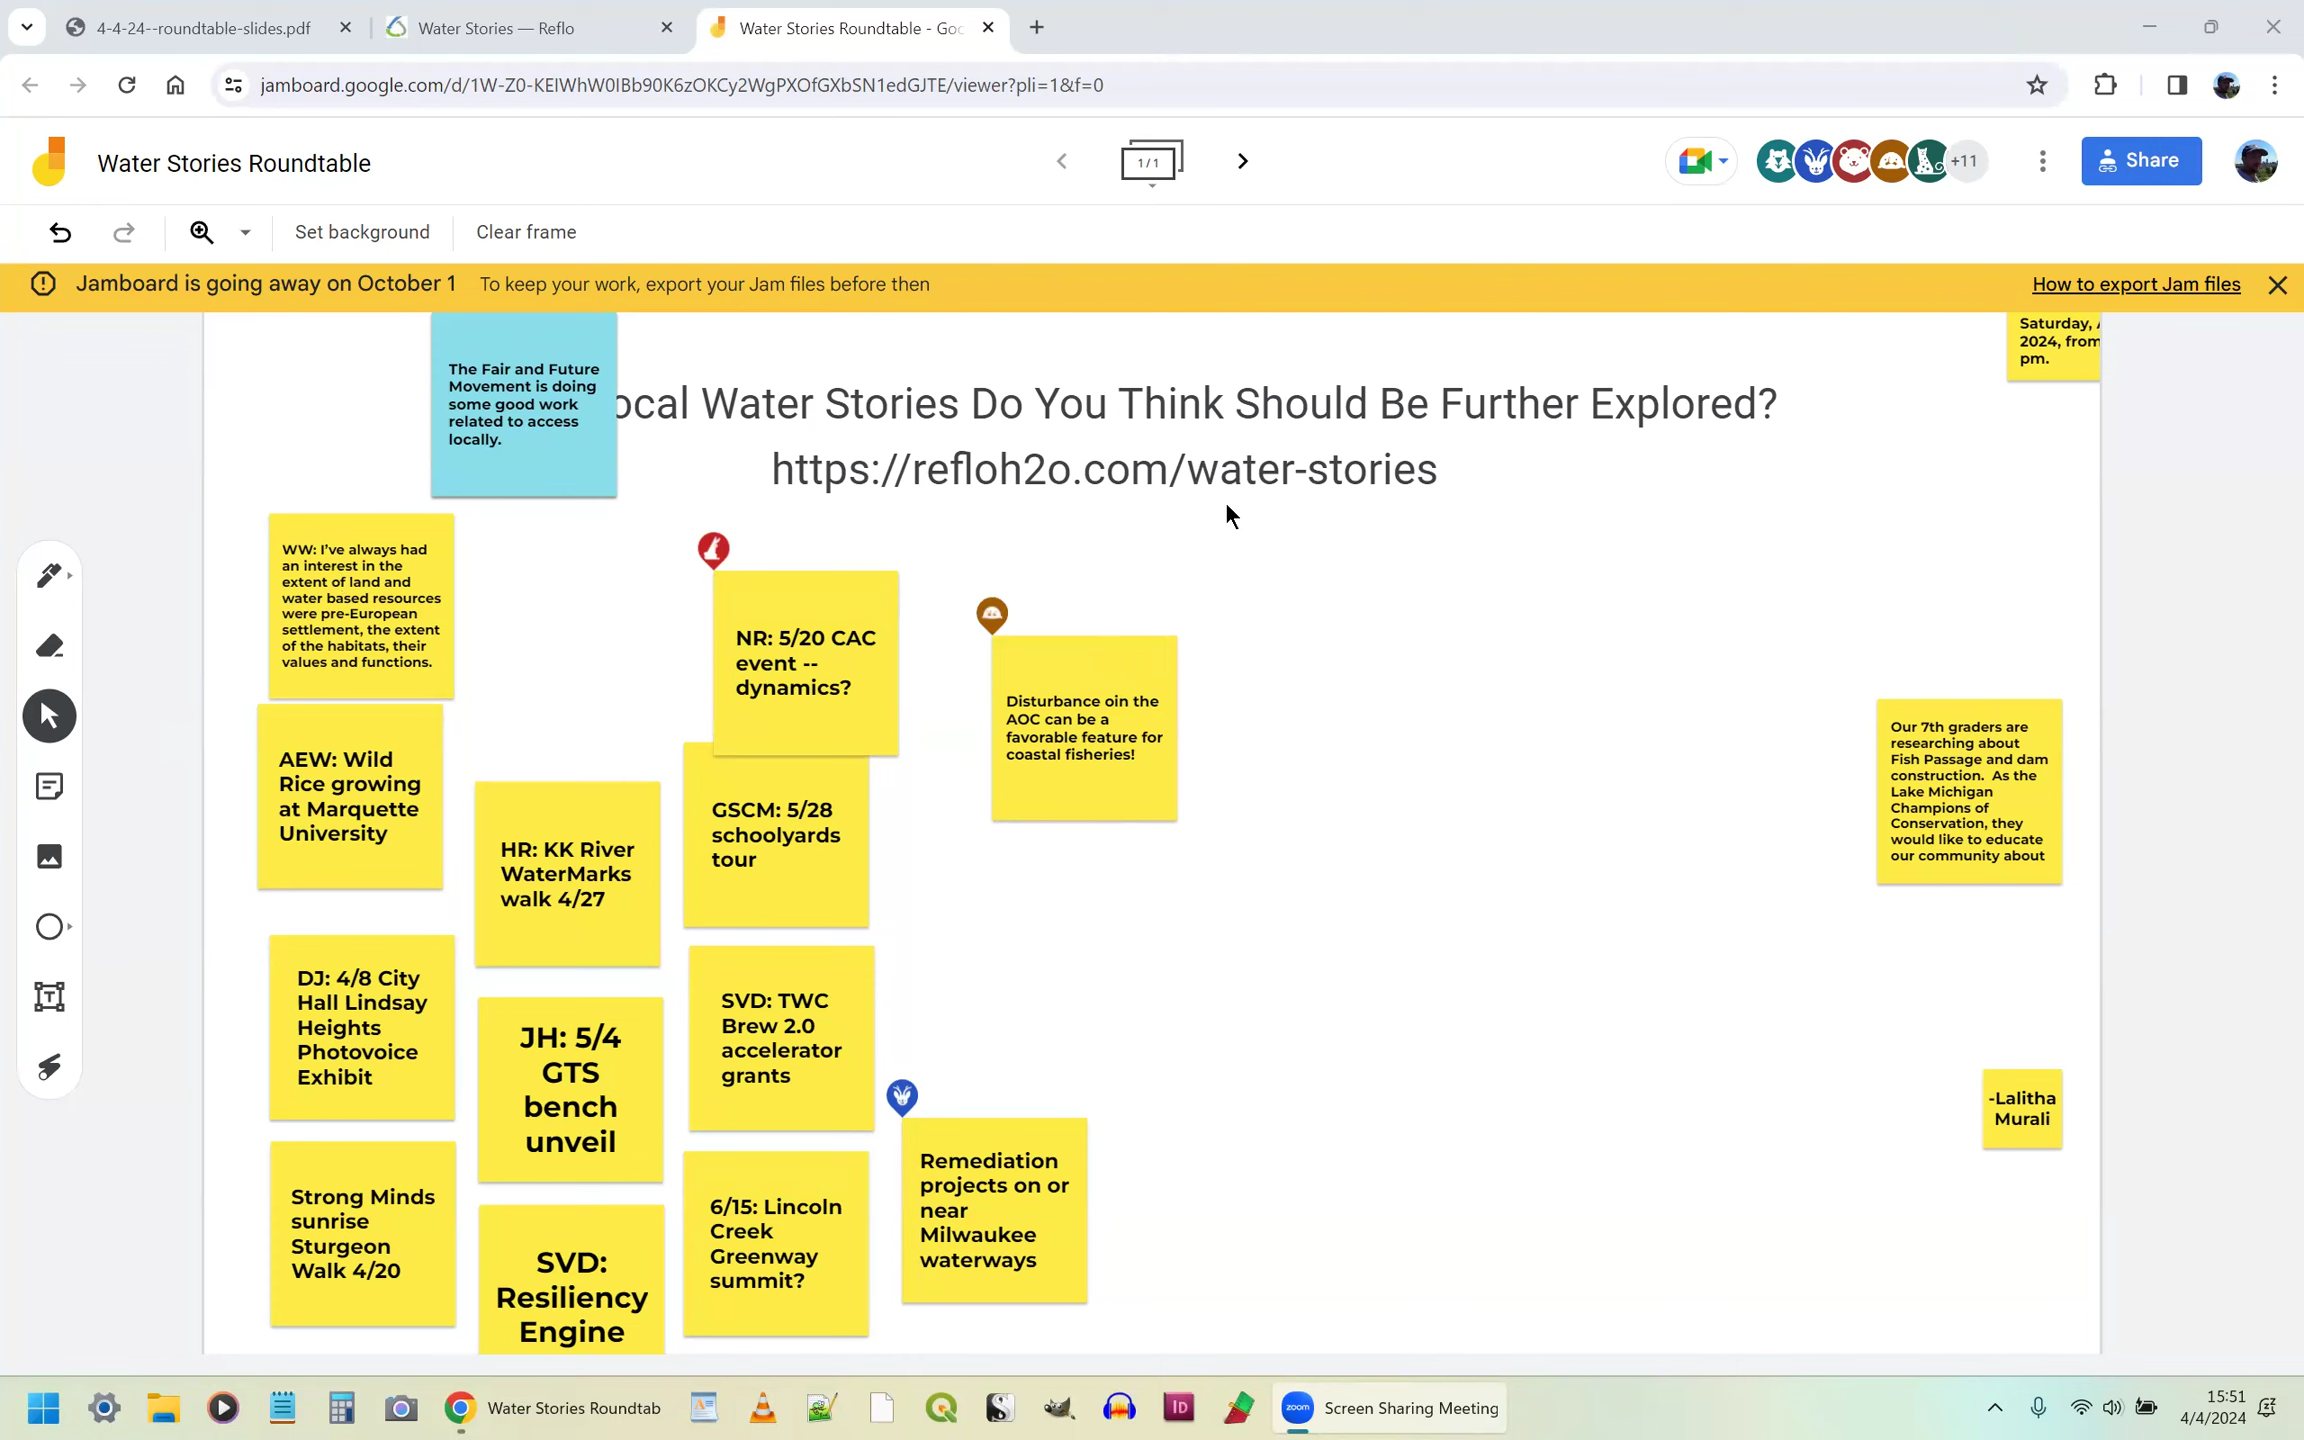 4-4-24--roundtable-slides.pdf
Water Stories — Reflo
Water Stories Roundtable - Goo
jamboard.google.com/d/1W-Z0-KEIWhW0IBb90K6zOKCy2WgPXOfGXbSN1edGJTE/viewer?pli=1&f=0
Water Stories Roundtable
1/1
+11
Share
Set background
Clear frame
Jamboard is going away on October 1
To keep your work, export your Jam files before then
How to export Jam files
Saturday,
2024, from
pm.
The Fair and Future
Movement is doing
some good work
related to access
locally.
ocal Water Stories Do You Think Should Be Further Explored?
https://refloh2o.com/water-stories
WW: I've always had
an interest in the
extent of land and
water based resources
were pre-European
settlement, the extent
of the habitats, their
values and functions.
NR: 5/20 CAC
event --
dynamics?
Disturbance oin the
AOC can be a
favorable feature for
coastal fisheries!
Our 7th graders are
researching about
Fish Passage and dam
construction. As the
Lake Michigan
Champions of
Conservation, they
would like to educate
our community about
AEW: Wild
Rice growing
at Marquette
University
HR: KK River
WaterMarks
walk 4/27
GSCM: 5/28
schoolyards
tour
DJ: 4/8 City
Hall Lindsay
Heights
Photovoice
Exhibit
JH: 5/4
GTS
bench
unveil
SVD: TWC
Brew 2.0
accelerator
grants
-Lalitha
Murali
Strong Minds
sunrise
Sturgeon
Walk 4/20
SVD:
Resiliency
Engine
6/15: Lincoln
Creek
Greenway
summit?
Remediation
projects on or
near
Milwaukee
waterways
Water Stories Roundtab
Id
zoom
Screen Sharing Meeting
15:51
4/4/2024